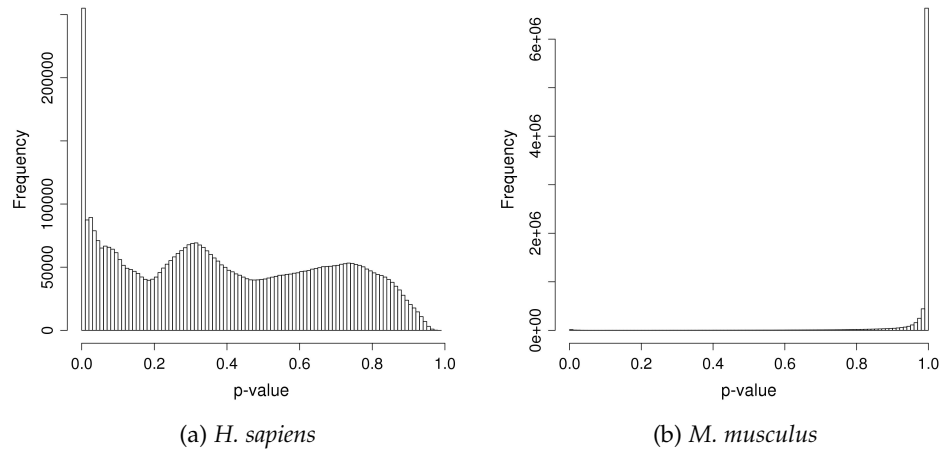 Frequency
0 50000 100000 200000
0.0 0.2 0.4 0.6 0.8 1.0
p-value
(a) H. sapiens
Frequency
0e+00 2e+06 4e+06 6e+06
0.0 0.2 0.4 0.6 0.8 1.0
p-value
(b) M. musculus